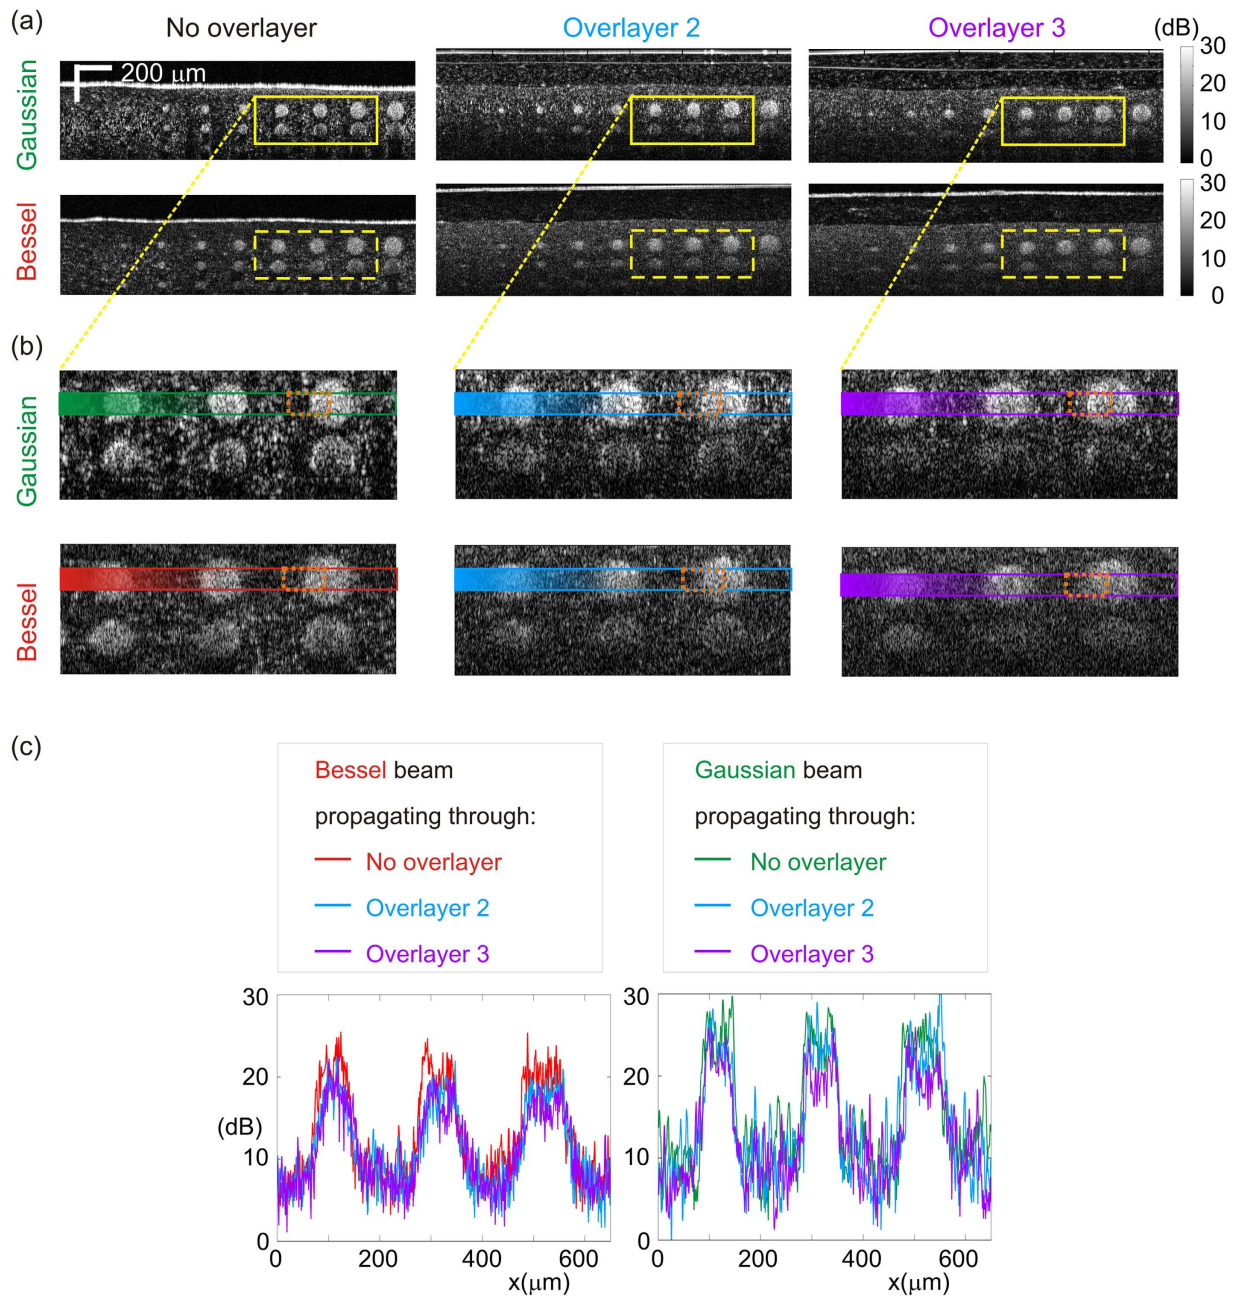 (a)
No overlayer
Overlayer 2
Overlayer 3
(dB)
Gaussian
200 μm
30
20
10
0
Bessel
30
20
10
0
(b)
Gaussian
Bessel
(c)
Bessel beam
propagating through:
No overlayer
Overlayer 2
Overlayer 3
Gaussian beam
propagating through:
No overlayer
Overlayer 2
Overlayer 3
30
20
(dB)
10
0
0 200 400 600
x(μm)
30
20
10
0
0 200 400 600
x(μm)